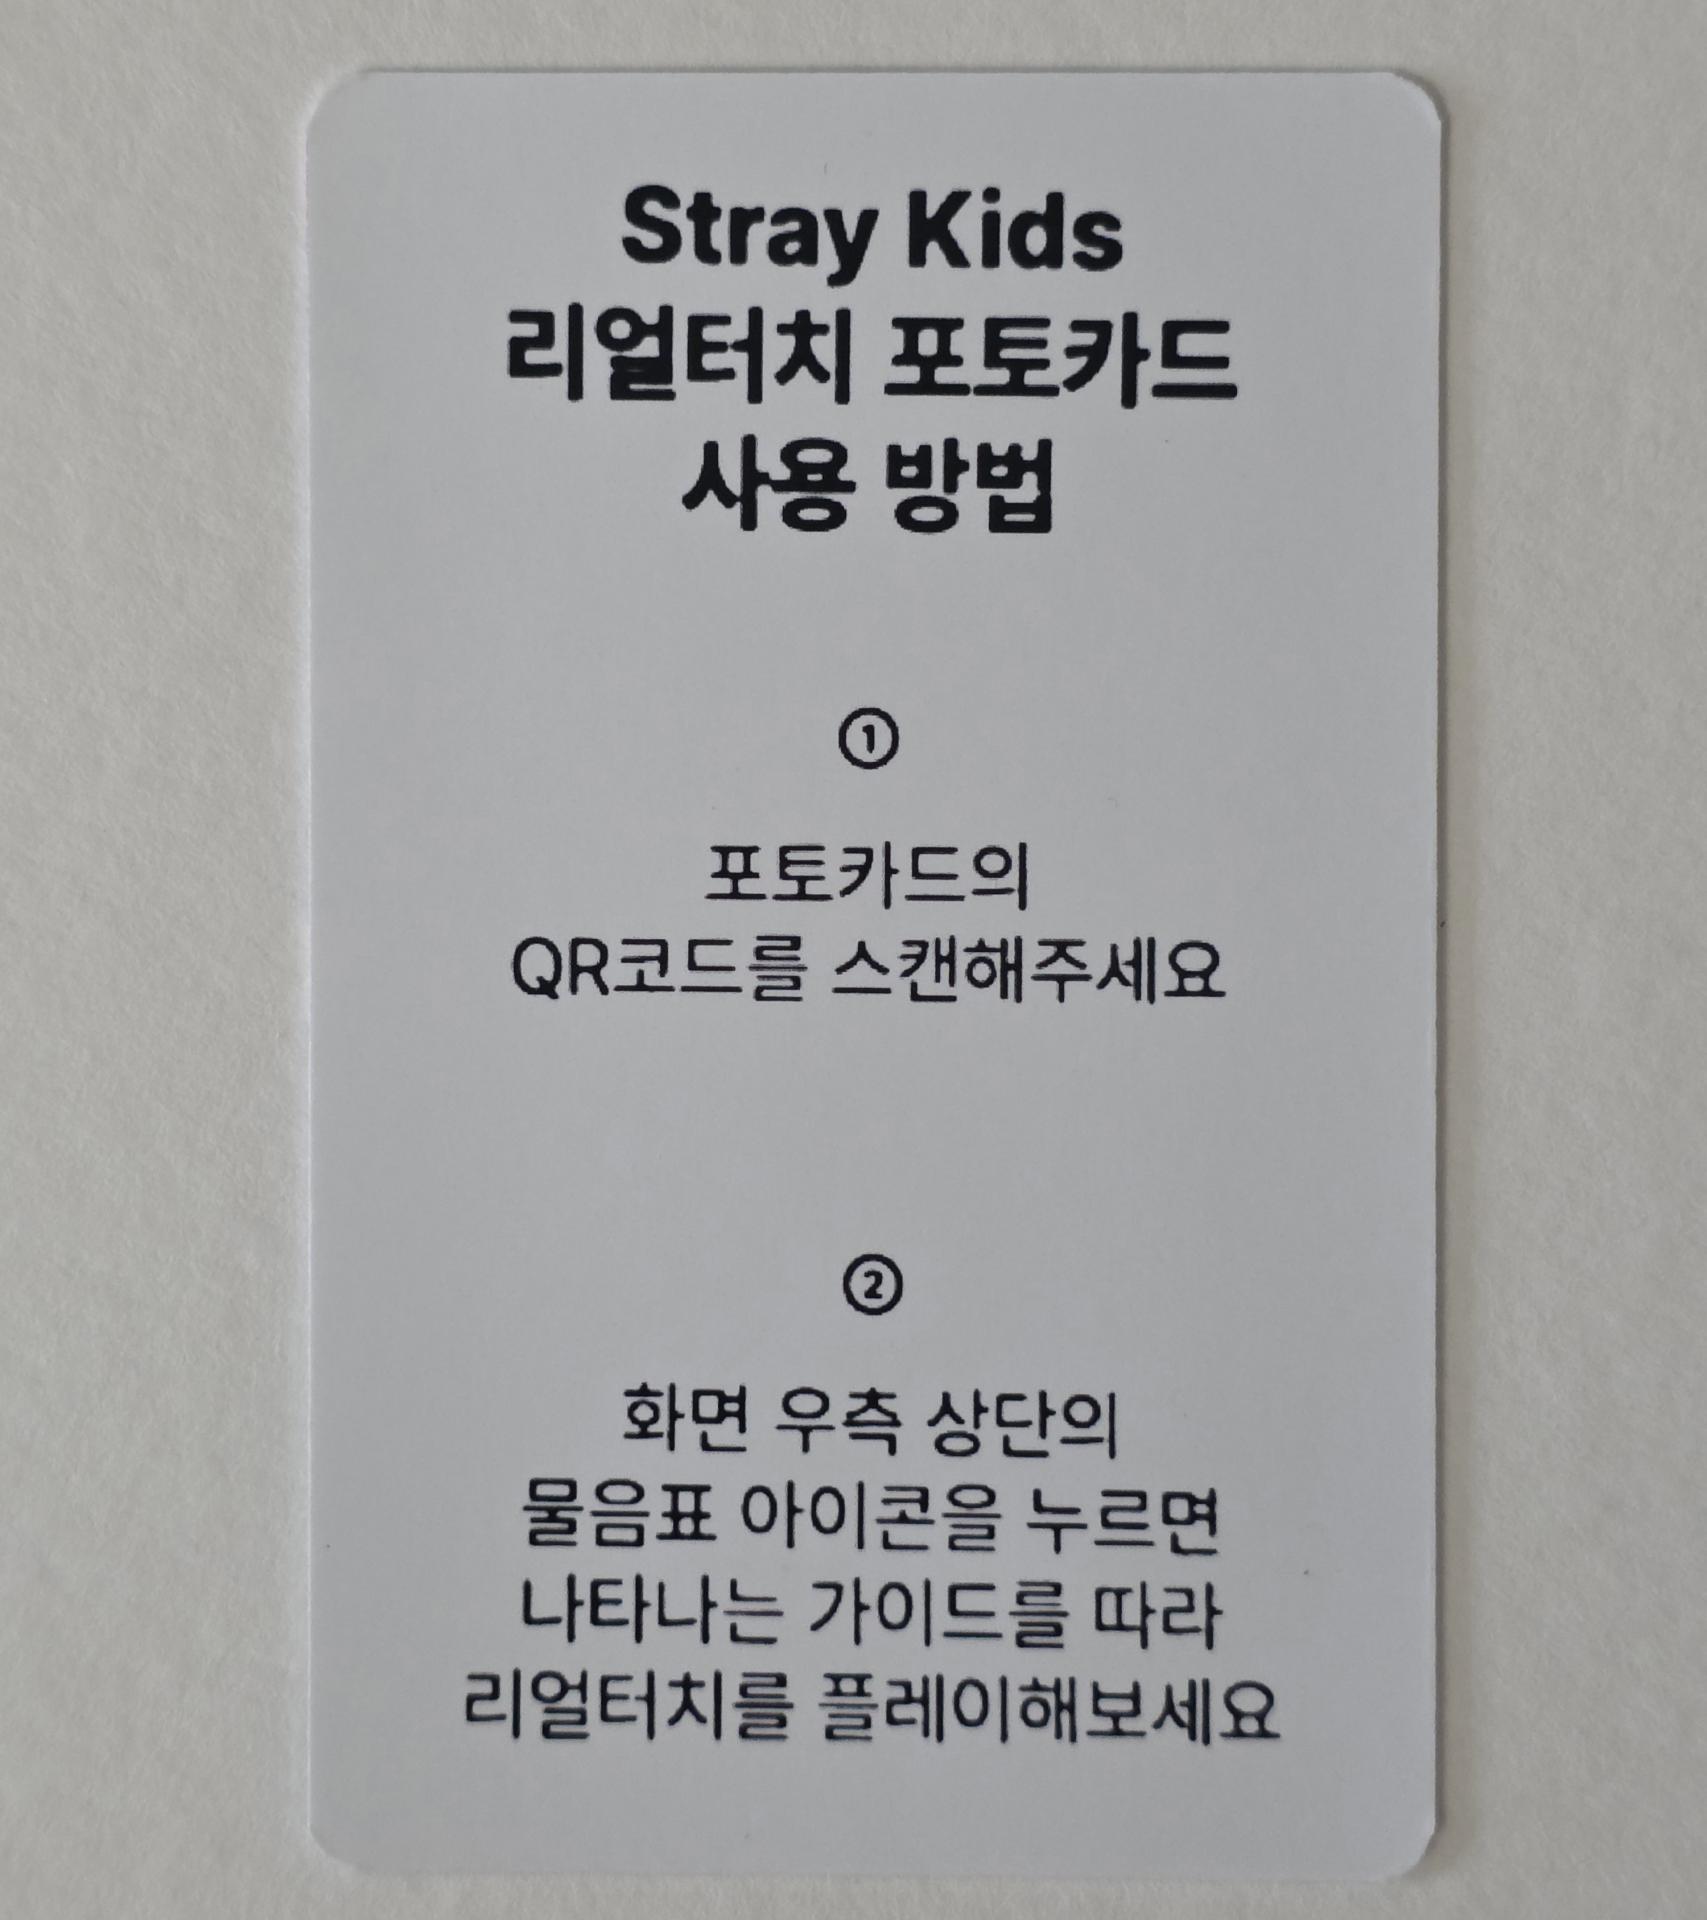 Stray Kids
리얼터치 포토카드
사용 방법
①
포토카드의
QR코드를 스캔해주세요
②
화면 우측 상단의
물음표 아이콘을 누르면
나타나는 가이드를 따라
리얼터치를 플레이해보세요